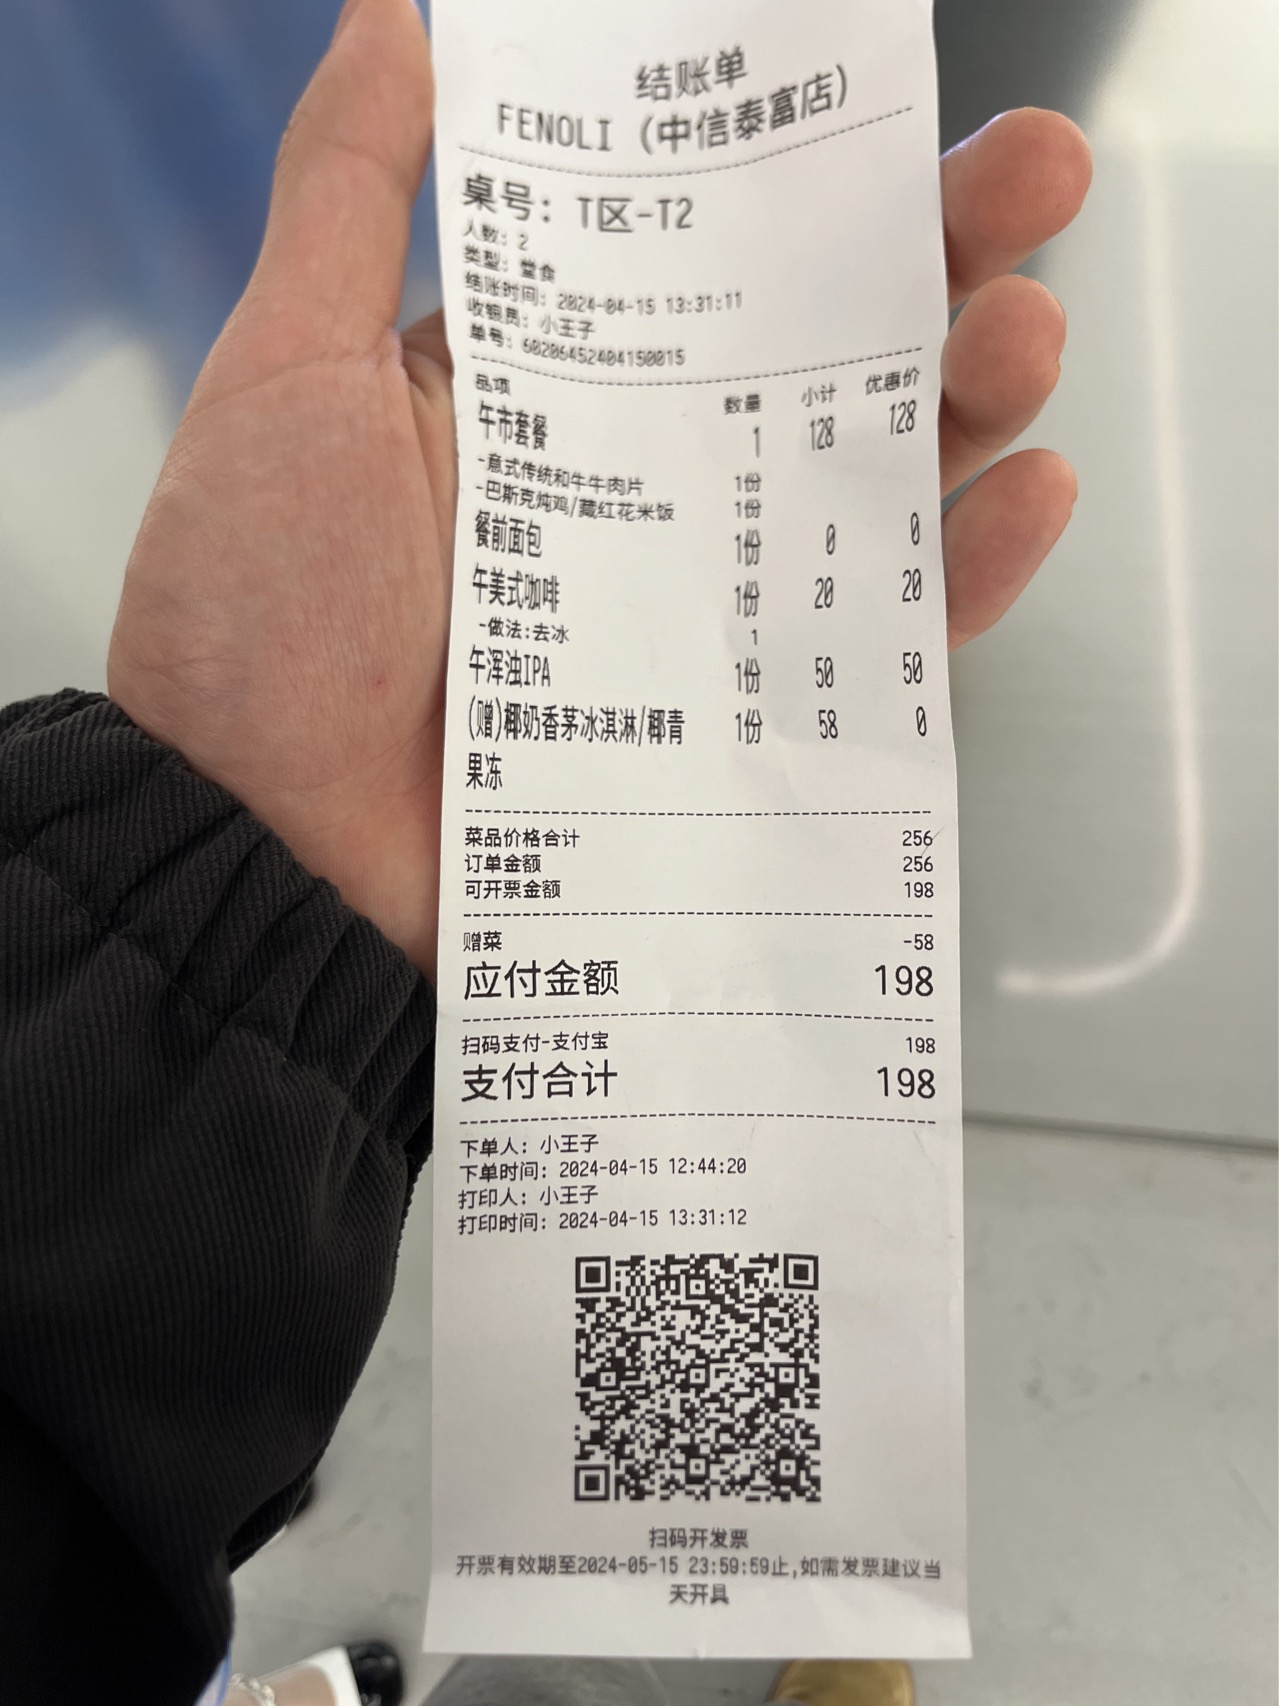 结账单
FENOLI (中信泰富店)
桌号: T区-T2
人数: 2
类型: 堂食
结账时间: 2024-04-15 13:31:11
收银员: 小王子
单号: 602064524041500​15
品项 数量 小计 优惠价
午市套餐 1 128 128
-意式传统和牛牛肉片 1份
-巴斯克炖鸡/藏红花米饭 1份
餐前面包 1份 0 0
午美式咖啡 1份 20 20
-做法:去冰 1
午浑浊IPA 1份 50 50
(赠)椰奶香茅冰淇淋/椰青 1份 58 0
果冻
菜品价格合计 256
订单金额 256
可开票金额 198
赠菜 -58
应付金额 198
扫码支付-支付宝 198
支付合计 198
下单人: 小王子
下单时间: 2024-04-15 12:44:20
打印人: 小王子
打印时间: 2024-04-15 13:31:12
扫码开发票
开票有效期至2024-05-15 23:59:59止,如需发票建议当
天开具